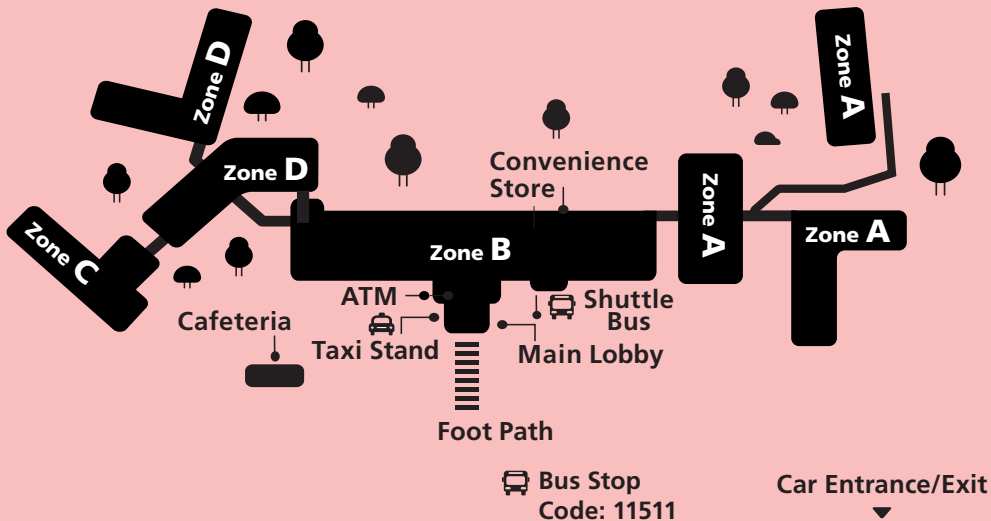 Zone D
Zone A
Zone D
Convenience
Store
Zone A
Zone C
Zone B
Zone A
ATM
Shuttle
Bus
Cafeteria
Taxi Stand
Main Lobby
Foot Path
Bus Stop
Code: 11511
Car Entrance/Exit